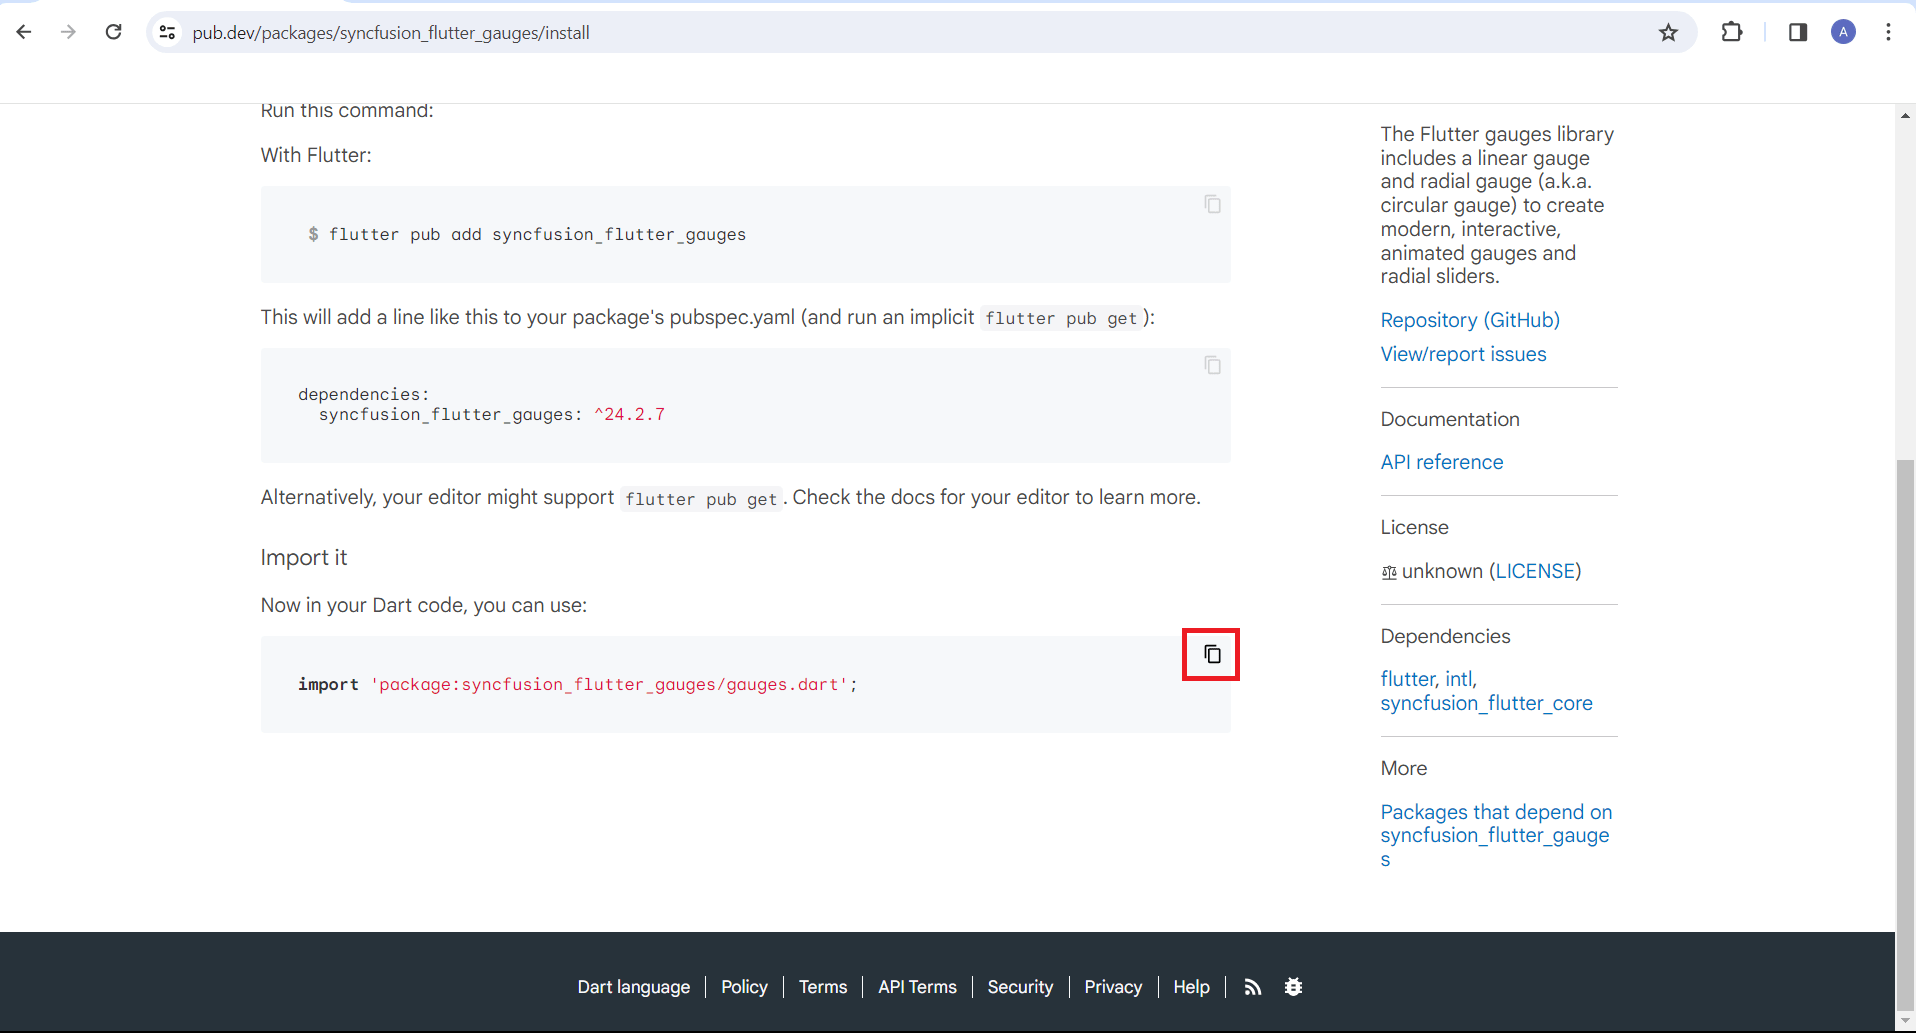 pub.dev/packages/syncfusion_flutter_gauges/install
A
Run this command:
With Flutter:
$ flutter pub add syncfusion_flutter_gauges
This will add a line like this to your package's pubspec.yaml (and run an implicit flutter pub get):
dependencies:
  syncfusion_flutter_gauges: ^24.2.7
Alternatively, your editor might support flutter pub get. Check the docs for your editor to learn more.
Import it
Now in your Dart code, you can use:
import 'package:syncfusion_flutter_gauges/gauges.dart';
The Flutter gauges library
includes a linear gauge
and radial gauge (a.k.a.
circular gauge) to create
modern, interactive,
animated gauges and
radial sliders.
Repository (GitHub)
View/report issues
Documentation
API reference
License
unknown (LICENSE)
Dependencies
flutter, intl,
syncfusion_flutter_core
More
Packages that depend on
syncfusion_flutter_gauge
s
Dart language
Policy
Terms
API Terms
Security
Privacy
Help